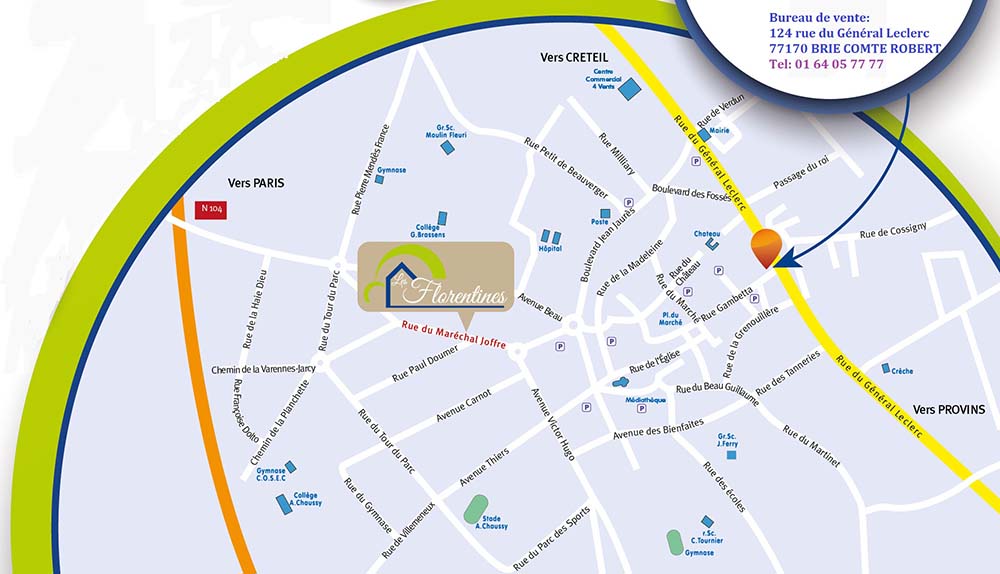 Bureau de vente:
124 rue du Général Leclerc
77170 BRIE COMTE ROBERT
Tel: 01 64 05 77 77
Vers CRETEIL
Centre
Commercial
4 Vents
Rue de Verdun
Mairie
Rue du Général Leclerc
Gr.Sc.
Moulin Fleuri
Rue Pierre Mendès France
Gymnase
Rue Petit de Beauverger
Rue Millitary
Passage du roi
Boulevard des Fossés
Vers PARIS
N 104
P
P
Collège
G.Brassens
Poste
Hôpital
Boulevard Jean Jaurès
Rue de la Madeleine
Chateau
Rue du
Château
Rue de Cossigny
Les
Florentines
Rue de la Haie Dieu
Rue du Tour du Parc
Avenue Beau
Rue du Marché
P
P
P
Rue Gambetta
Pl.du
Marché
Rue du Maréchal Joffre
Rue de la Grenouillère
P
P
Rue Paul Doumer
Chemin de la Varennes-Jarcy
Rue de l'Église
Rue des Tanneries
Crèche
Rue du Général Leclerc
Rue Françoise Dolto
Chemin de la Planchette
Avenue Carnot
Avenue Victor Hugo
Rue du Beau Guillaume
Médiathèque
P
P
Vers PROVINS
Rue du Tour du Parc
Avenue des Bienfaites
Rue du Martinet
Gr.Sc.
J.Ferry
Avenue Thiers
Gymnase
C.O.S.E.C
Collège
A.Chaussy
Rue du Gymnase
Rue de Villemeneux
Stade
A.Chaussy
Rue du Parc des Sports
Rue des écoles
r.Sc.
C.Tournier
Gymnase